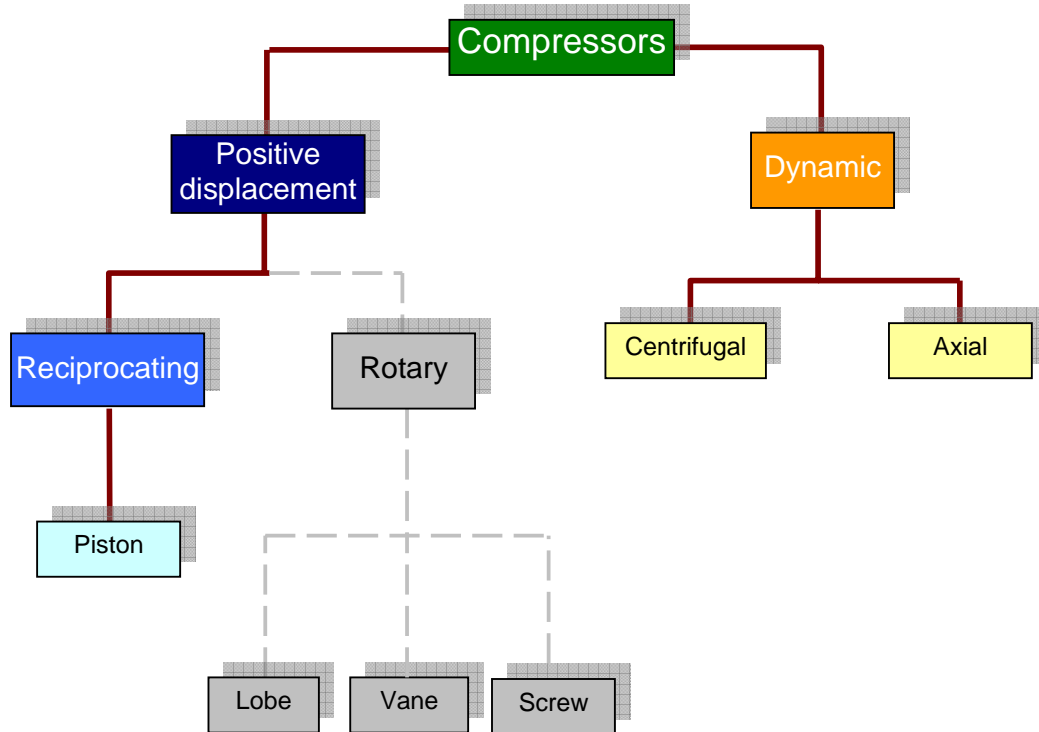 Compressors
Positive
displacement
Dynamic
Reciprocating
Rotary
Centrifugal
Axial
Piston
Lobe
Vane
Screw